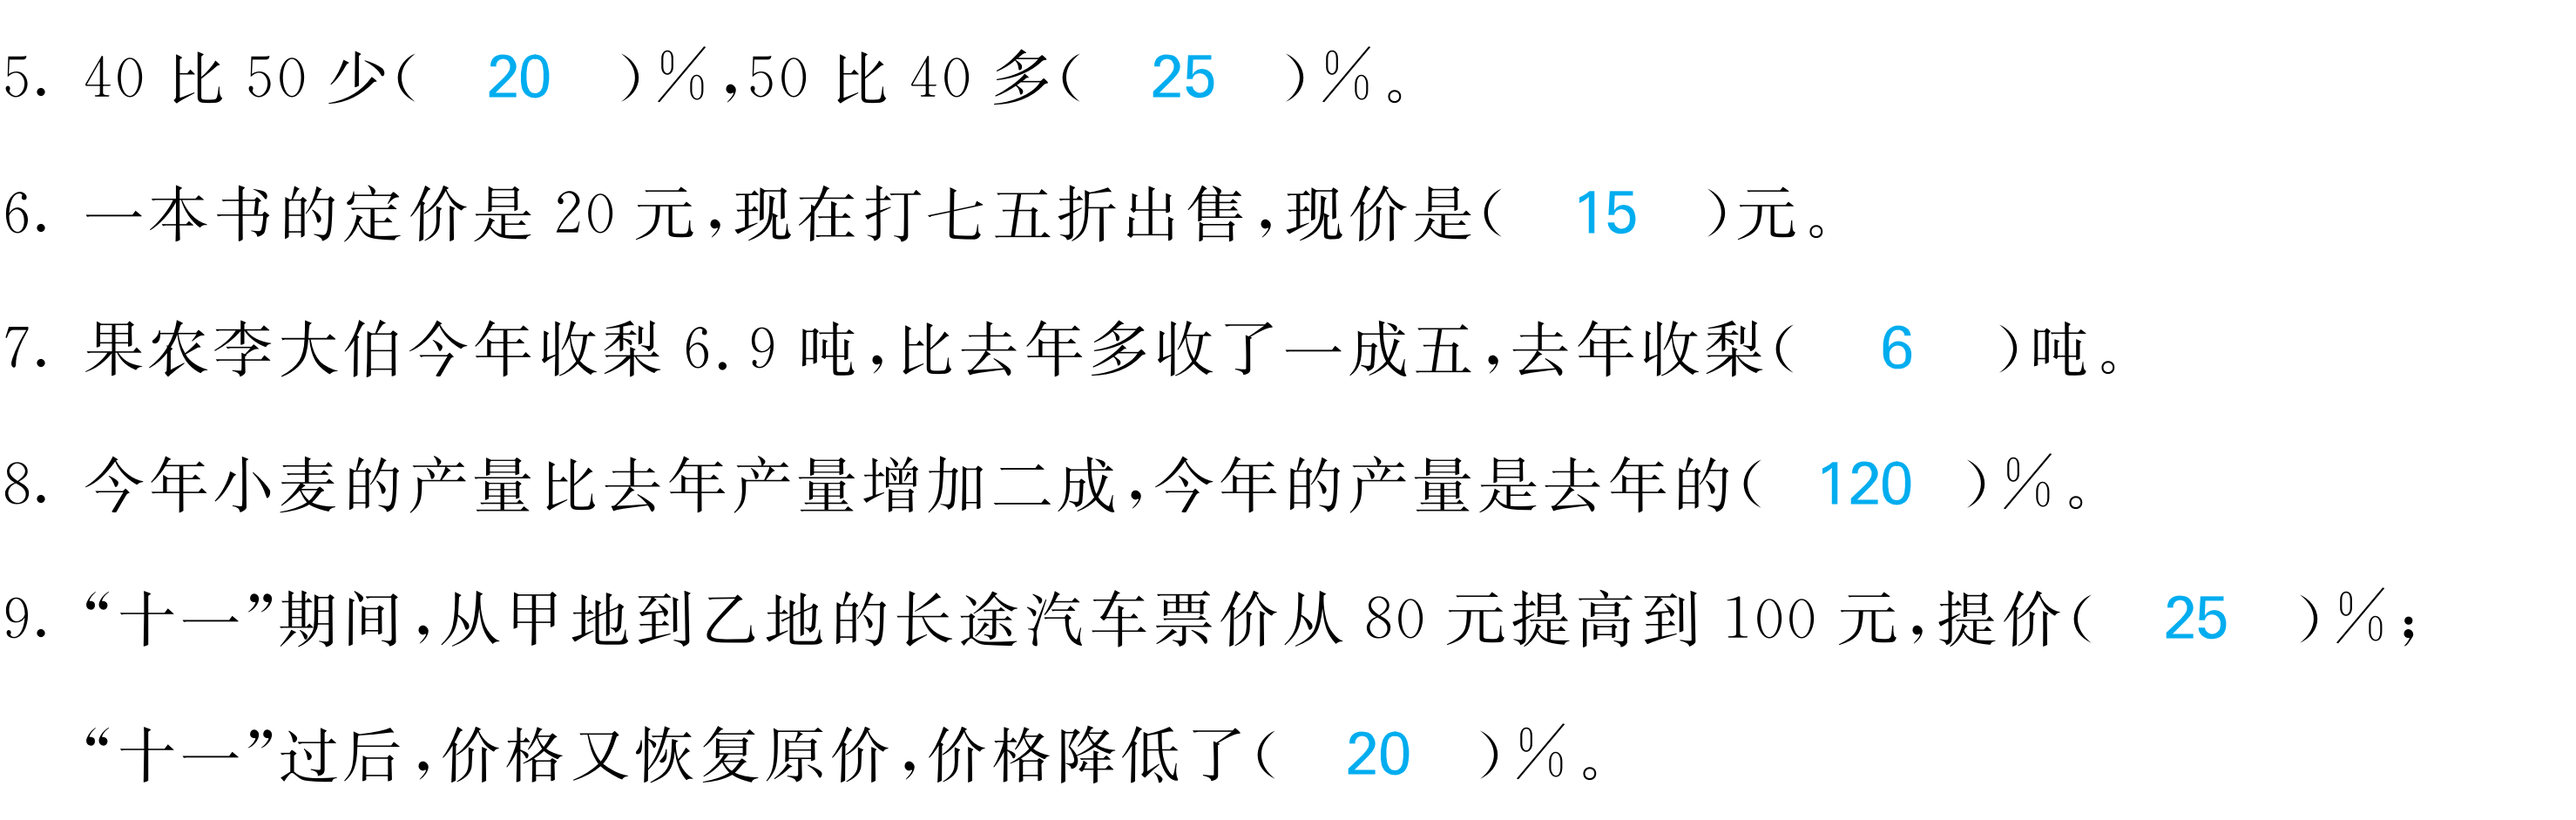 5. 40 比 50 少( 20 )%,50 比 40 多( 25 )%。
6. 一本书的定价是 20 元,现在打七五折出售,现价是( 15 )元。
7. 果农李大伯今年收梨 6.9 吨,比去年多收了一成五,去年收梨( 6 )吨。
8. 今年小麦的产量比去年产量增加二成,今年的产量是去年的( 120 )%。
9. “十一”期间,从甲地到乙地的长途汽车票价从 80 元提高到 100 元,提价( 25 )%;
“十一”过后,价格又恢复原价,价格降低了( 20 )%。